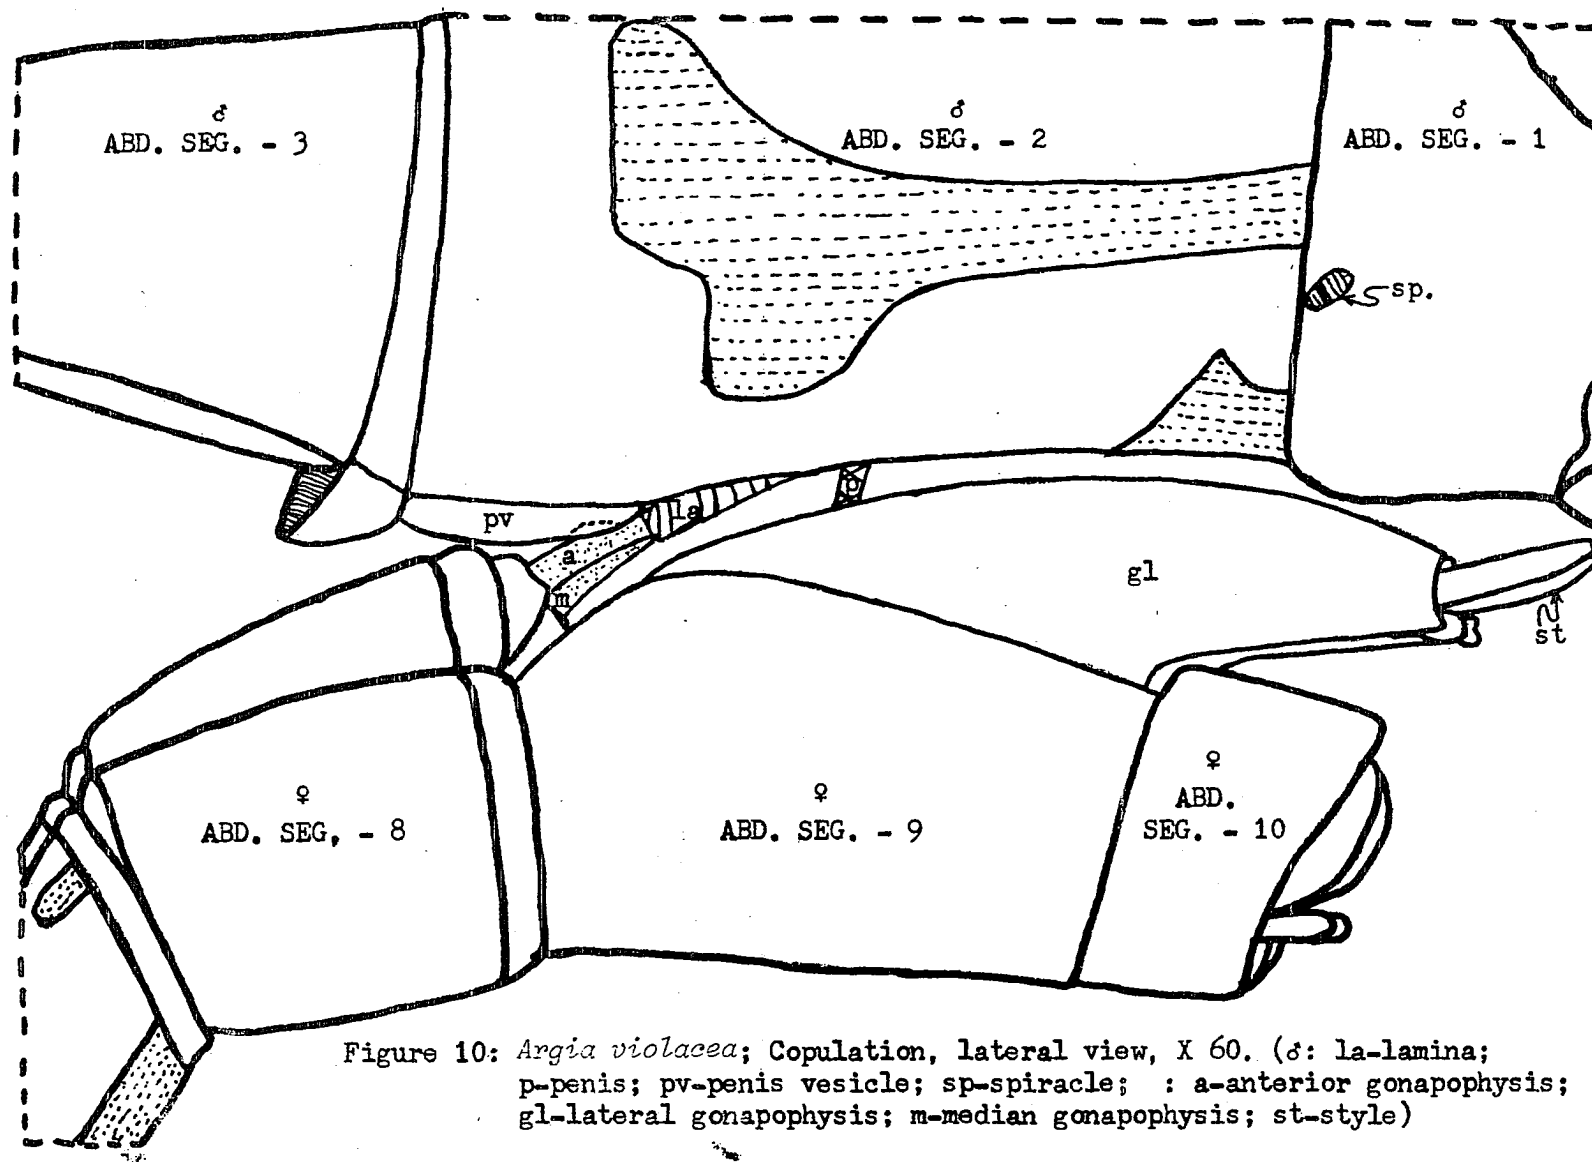 ♂
ABD. SEG. - 3
♂
ABD. SEG. - 2
♂
ABD. SEG. - 1
sp.
pv
la
p
a
m
gl
st
♀
ABD. SEG. - 8
♀
ABD. SEG. - 9
♀
ABD.
SEG. - 10
Figure 10: Argia violacea; Copulation, lateral view, X 60. (♂: la-lamina;
p-penis; pv-penis vesicle; sp-spiracle; : a-anterior gonapophysis;
gl-lateral gonapophysis; m-median gonapophysis; st-style)